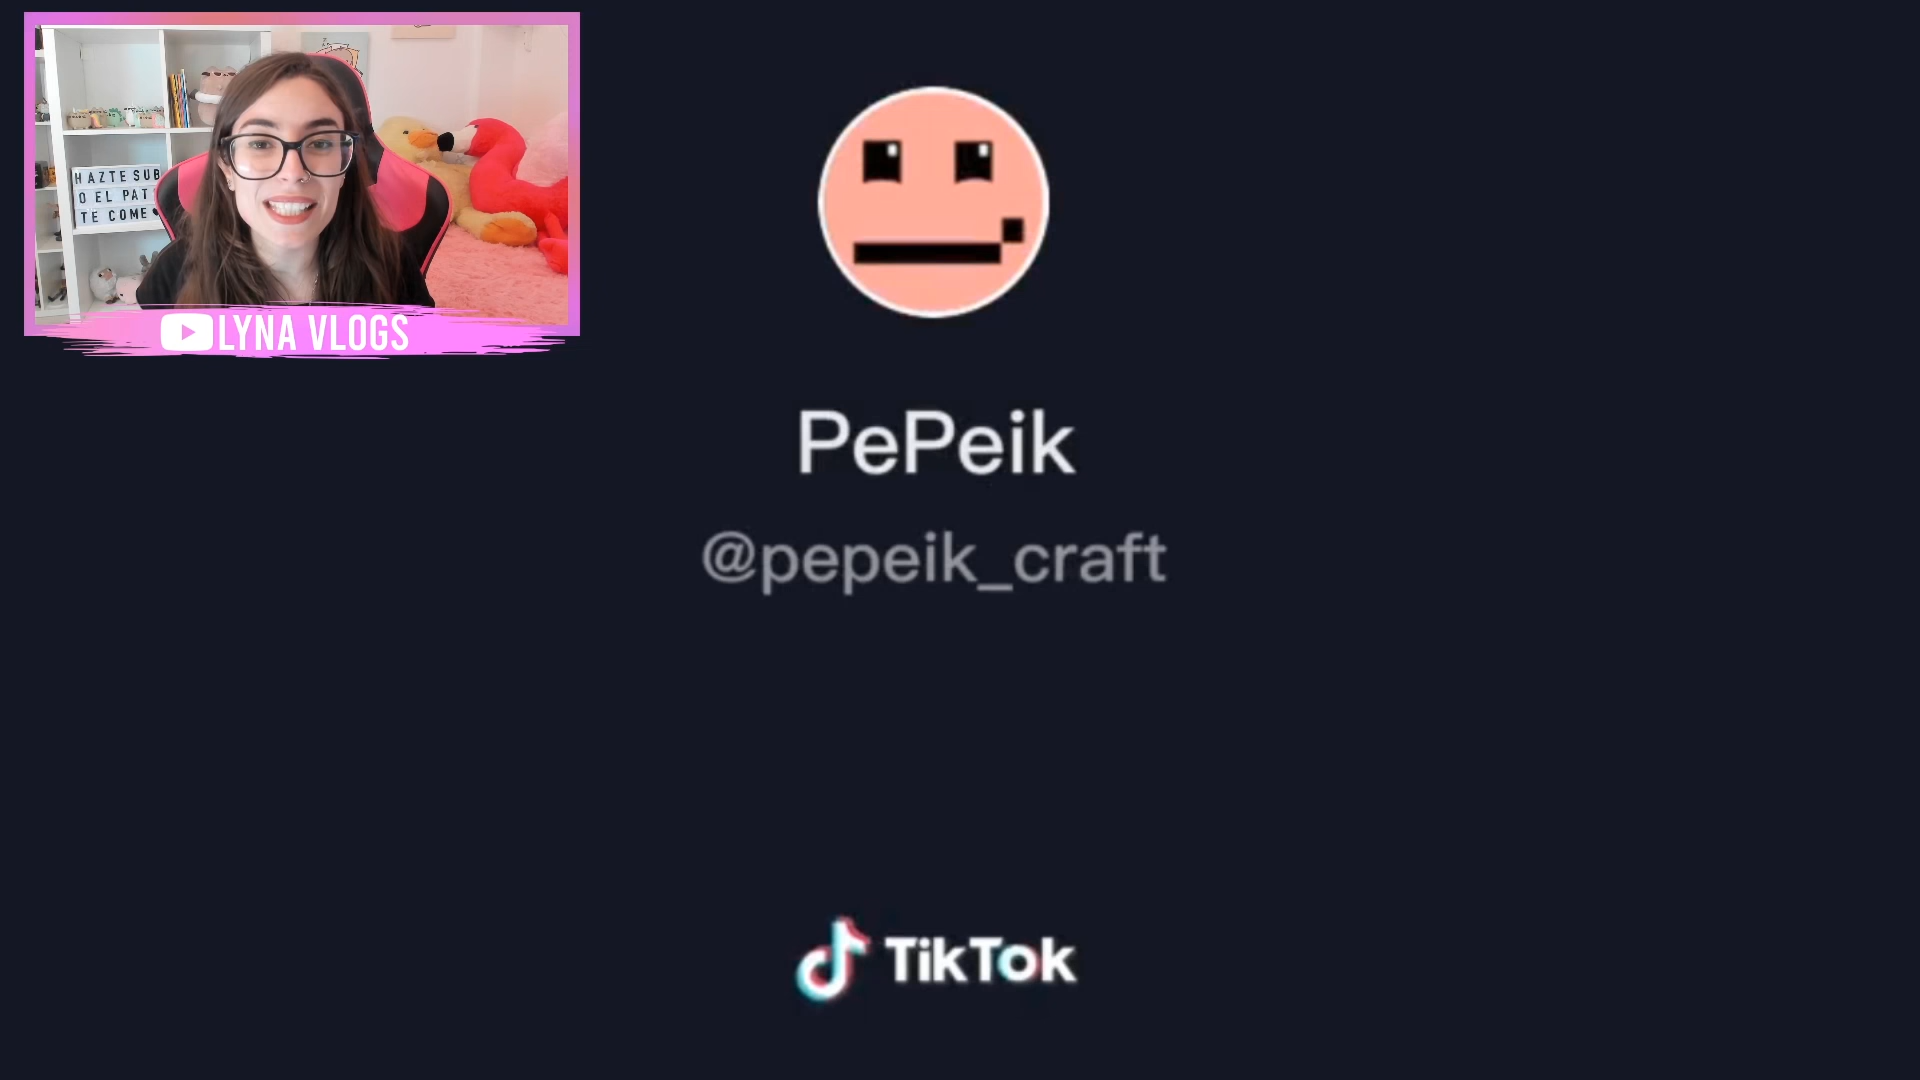 HAZTE SUB
O EL PAT
TE COME
LYNA VLOGS
PePeik
@pepeik_craft
TikTok